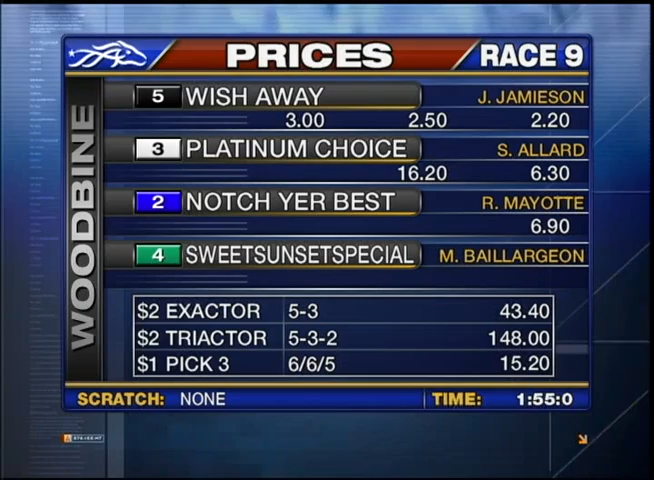 PRICES RACE 9
WOODBINE
5 WISH AWAY J. JAMIESON
3.00 2.50 2.20
3 PLATINUM CHOICE S. ALLARD
16.20 6.30
2 NOTCH YER BEST R. MAYOTTE
6.90
4 SWEETSUNSETSPECIAL M. BAILLARGEON
$2 EXACTOR 5-3 43.40
$2 TRIACTOR 5-3-2 148.00
$1 PICK 3 6/6/5 15.20
SCRATCH: NONE TIME: 1:55:0